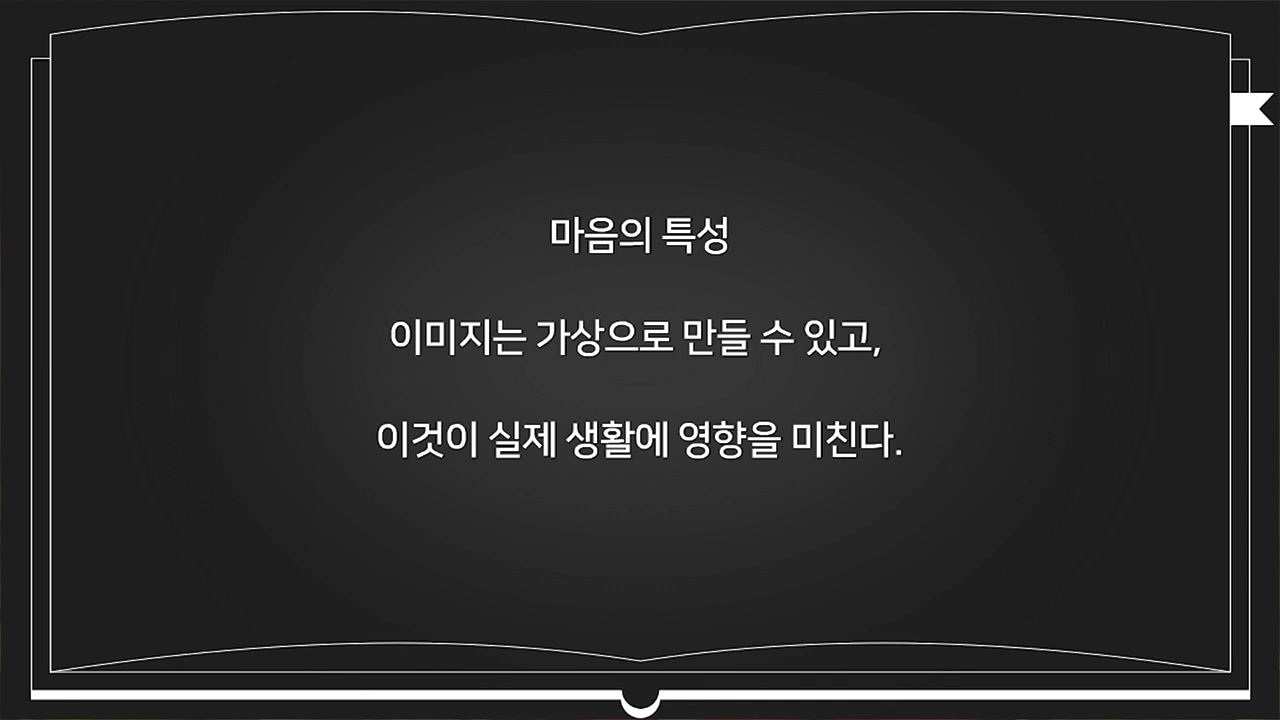 마음의 특성
이미지는 가상으로 만들 수 있고,
이것이 실제 생활에 영향을 미친다.